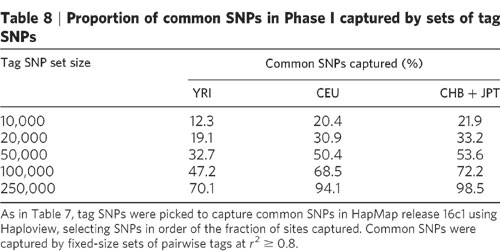 Table 8 | Proportion of common SNPs in Phase I captured by sets of tag
SNPs
Tag SNP set size Common SNPs captured (%)
YRI CEU CHB + JPT
10,000 12.3 20.4 21.9
20,000 19.1 30.9 33.2
50,000 32.7 50.4 53.6
100,000 47.2 68.5 72.2
250,000 70.1 94.1 98.5
As in Table 7, tag SNPs were picked to capture common SNPs in HapMap release 16c1 using
Haploview, selecting SNPs in order of the fraction of sites captured. Common SNPs were
captured by fixed-size sets of pairwise tags at r² ≥ 0.8.